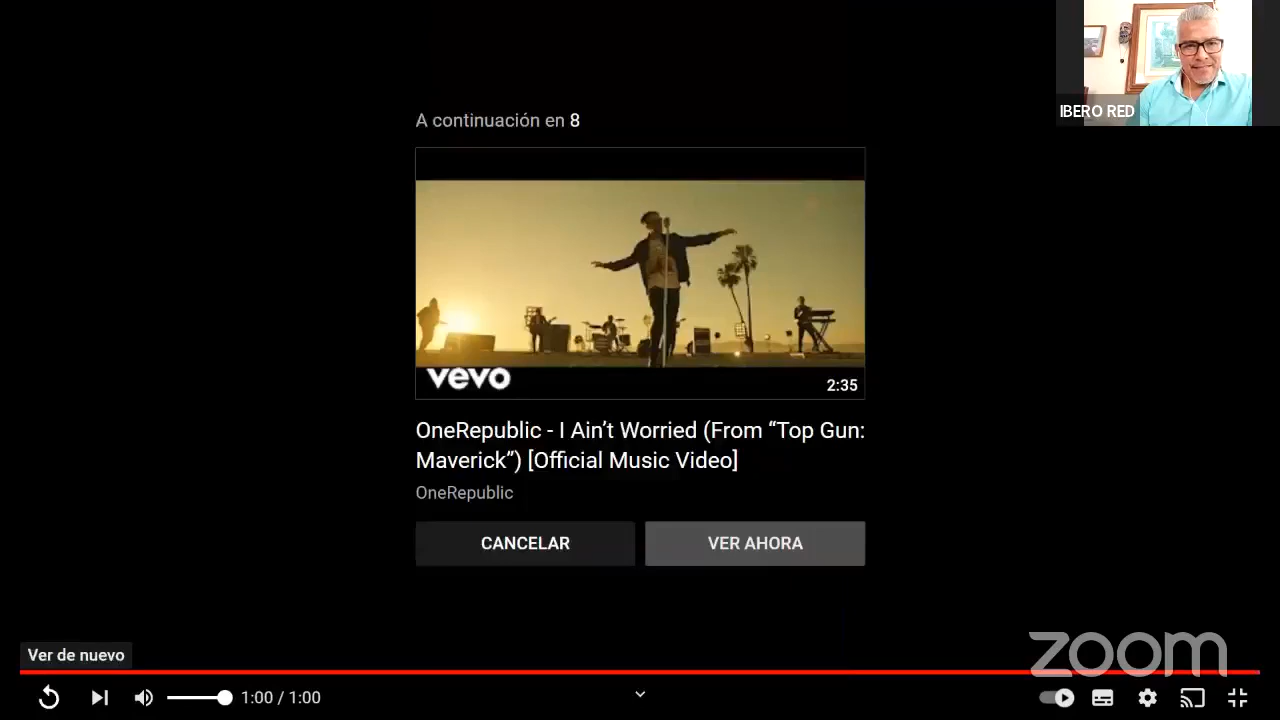 IBERO RED
A continuación en 8
vevo
2:35
OneRepublic - I Ain’t Worried (From “Top Gun:
Maverick”) [Official Music Video]
OneRepublic
CANCELAR
VER AHORA
Ver de nuevo
zoom
1:00 / 1:00